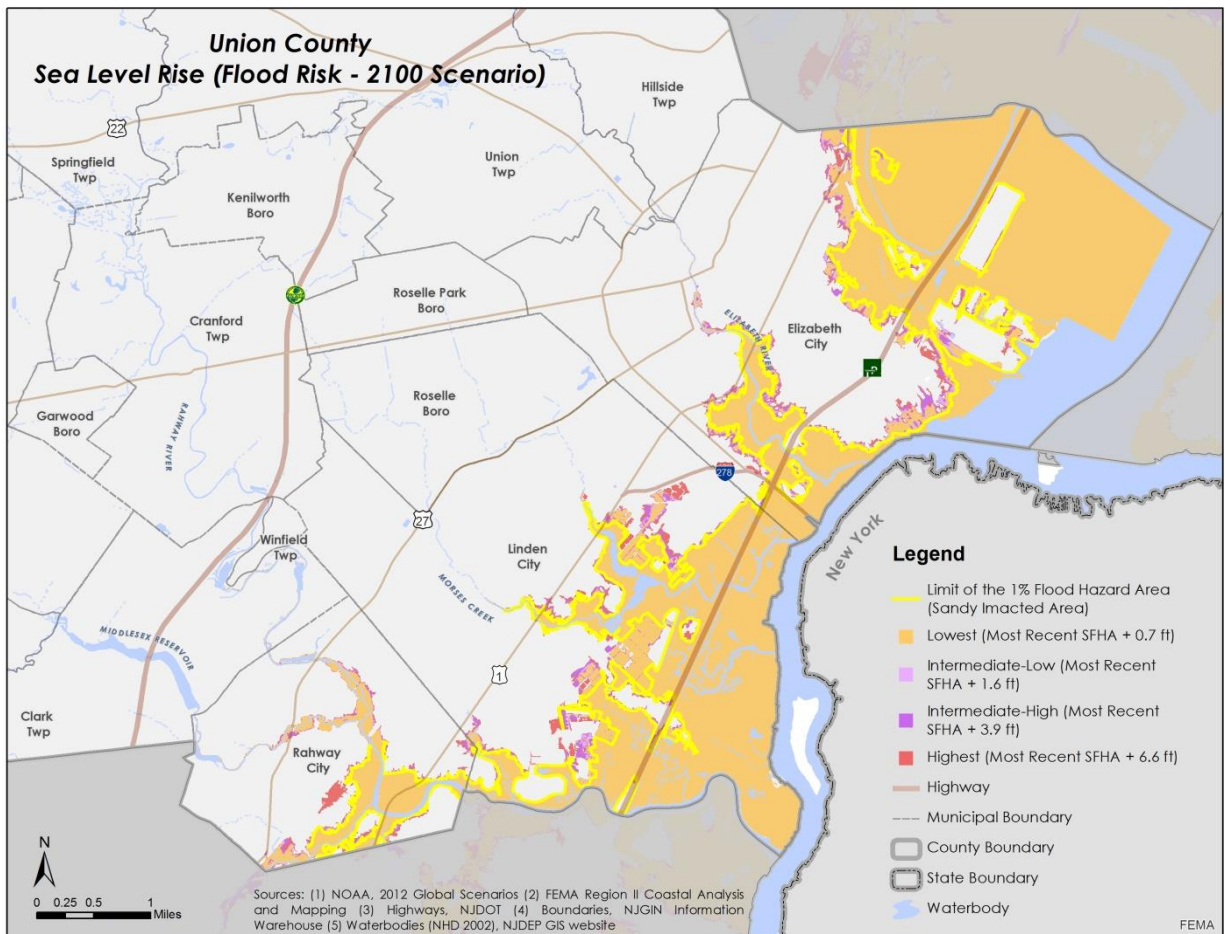 Union County
Sea Level Rise (Flood Risk - 2100 Scenario)
Hillside
Twp
22
Springfield
Twp
Union
Twp
Kenilworth
Boro
Roselle Park
Boro
Cranford
Twp
ELIZABETH RIVER
Elizabeth
City
Roselle
Boro
Garwood
Boro
RAHWAY RIVER
278
27
Winfield
Twp
Linden
City
New York
MORSES CREEK
MIDDLESEX RESERVOIR
1
Clark
Twp
Rahway
City
Legend
Limit of the 1% Flood Hazard Area
(Sandy Imacted Area)
Lowest (Most Recent SFHA + 0.7 ft)
Intermediate-Low (Most Recent
SFHA + 1.6 ft)
Intermediate-High (Most Recent
SFHA + 3.9 ft)
Highest (Most Recent SFHA + 6.6 ft)
Highway
Municipal Boundary
County Boundary
State Boundary
Waterbody
N
0 0.25 0.5 1
Miles
Sources: (1) NOAA, 2012 Global Scenarios (2) FEMA Region II Coastal Analysis
and Mapping (3) Highways, NJDOT (4) Boundaries, NJGIN Information
Warehouse (5) Waterbodies (NHD 2002), NJDEP GIS website
FEMA